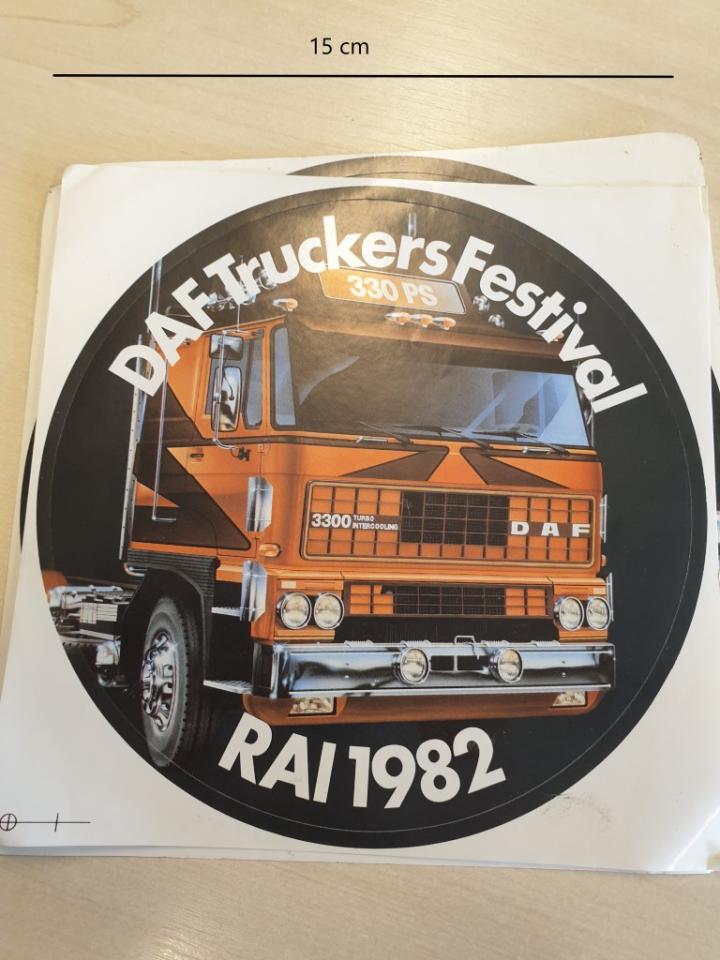 15 cm
DAF Truckers Festival
330 PS
3300 TURBO
INTERCOOLING
DAF
RAI 1982